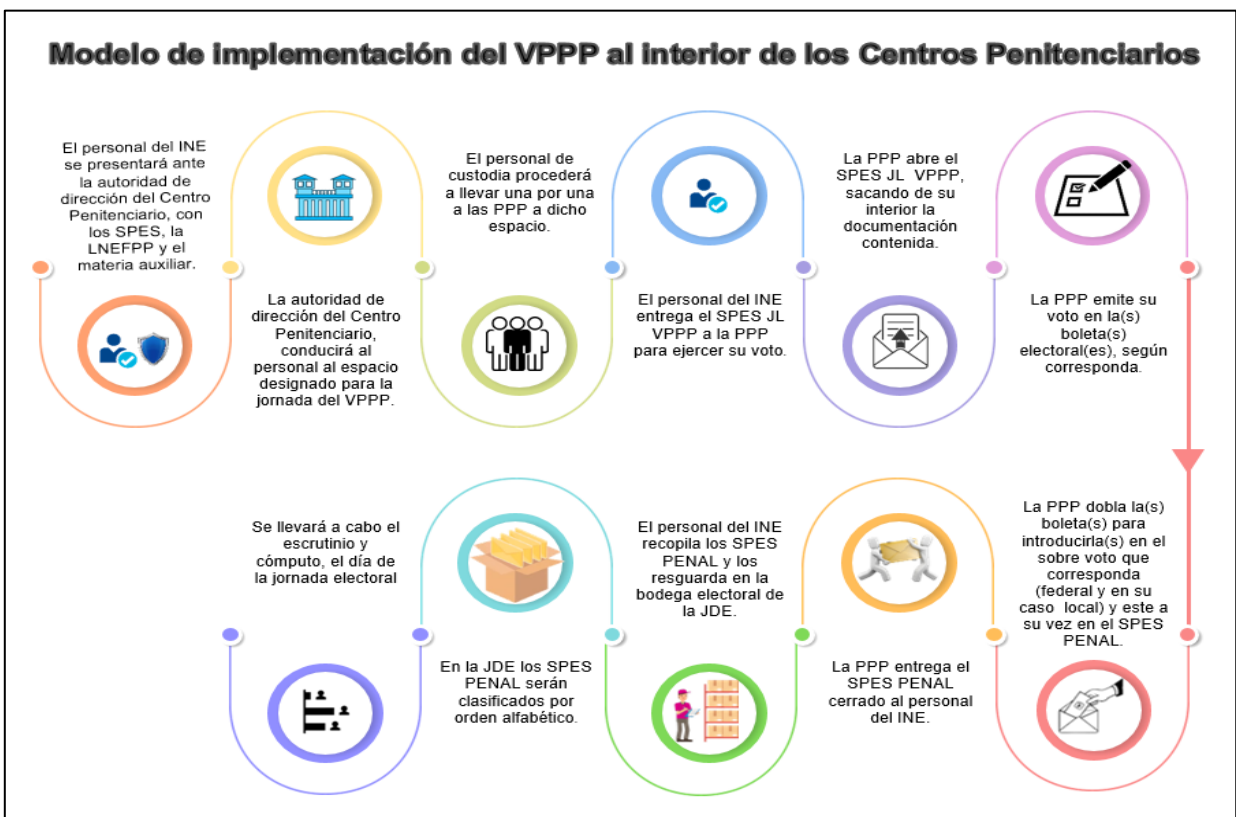 Modelo de implementación del VPPP al interior de los Centros Penitenciarios
El personal del INE
se presentará ante
la autoridad de
dirección del Centro
Penitenciario, con
los SPES, la
LNEFPP y el
materia auxiliar.
La autoridad de
dirección del Centro
Penitenciario,
conducirá al
personal al espacio
designado para la
jornada del VPPP.
El personal de
custodia procederá
a llevar una por una
a las PPP a dicho
espacio.
El personal del INE
entrega el SPES JL
VPPP a la PPP
para ejercer su voto.
La PPP abre el
SPES JL VPPP,
sacando de su
interior la
documentación
contenida.
La PPP emite su
voto en la(s)
boleta(s)
electoral(es), según
corresponda.
La PPP dobla la(s)
boleta(s) para
introducirla(s) en el
sobre voto que
corresponda
(federal y en su
caso local) y este a
su vez en el SPES
PENAL.
La PPP entrega el
SPES PENAL
cerrado al personal
del INE.
El personal del INE
recopila los SPES
PENAL y los
resguarda en la
bodega electoral de
la JDE.
En la JDE los SPES
PENAL serán
clasificados por
orden alfabético.
Se llevará a cabo el
escrutinio y
cómputo, el día de
la jornada electoral